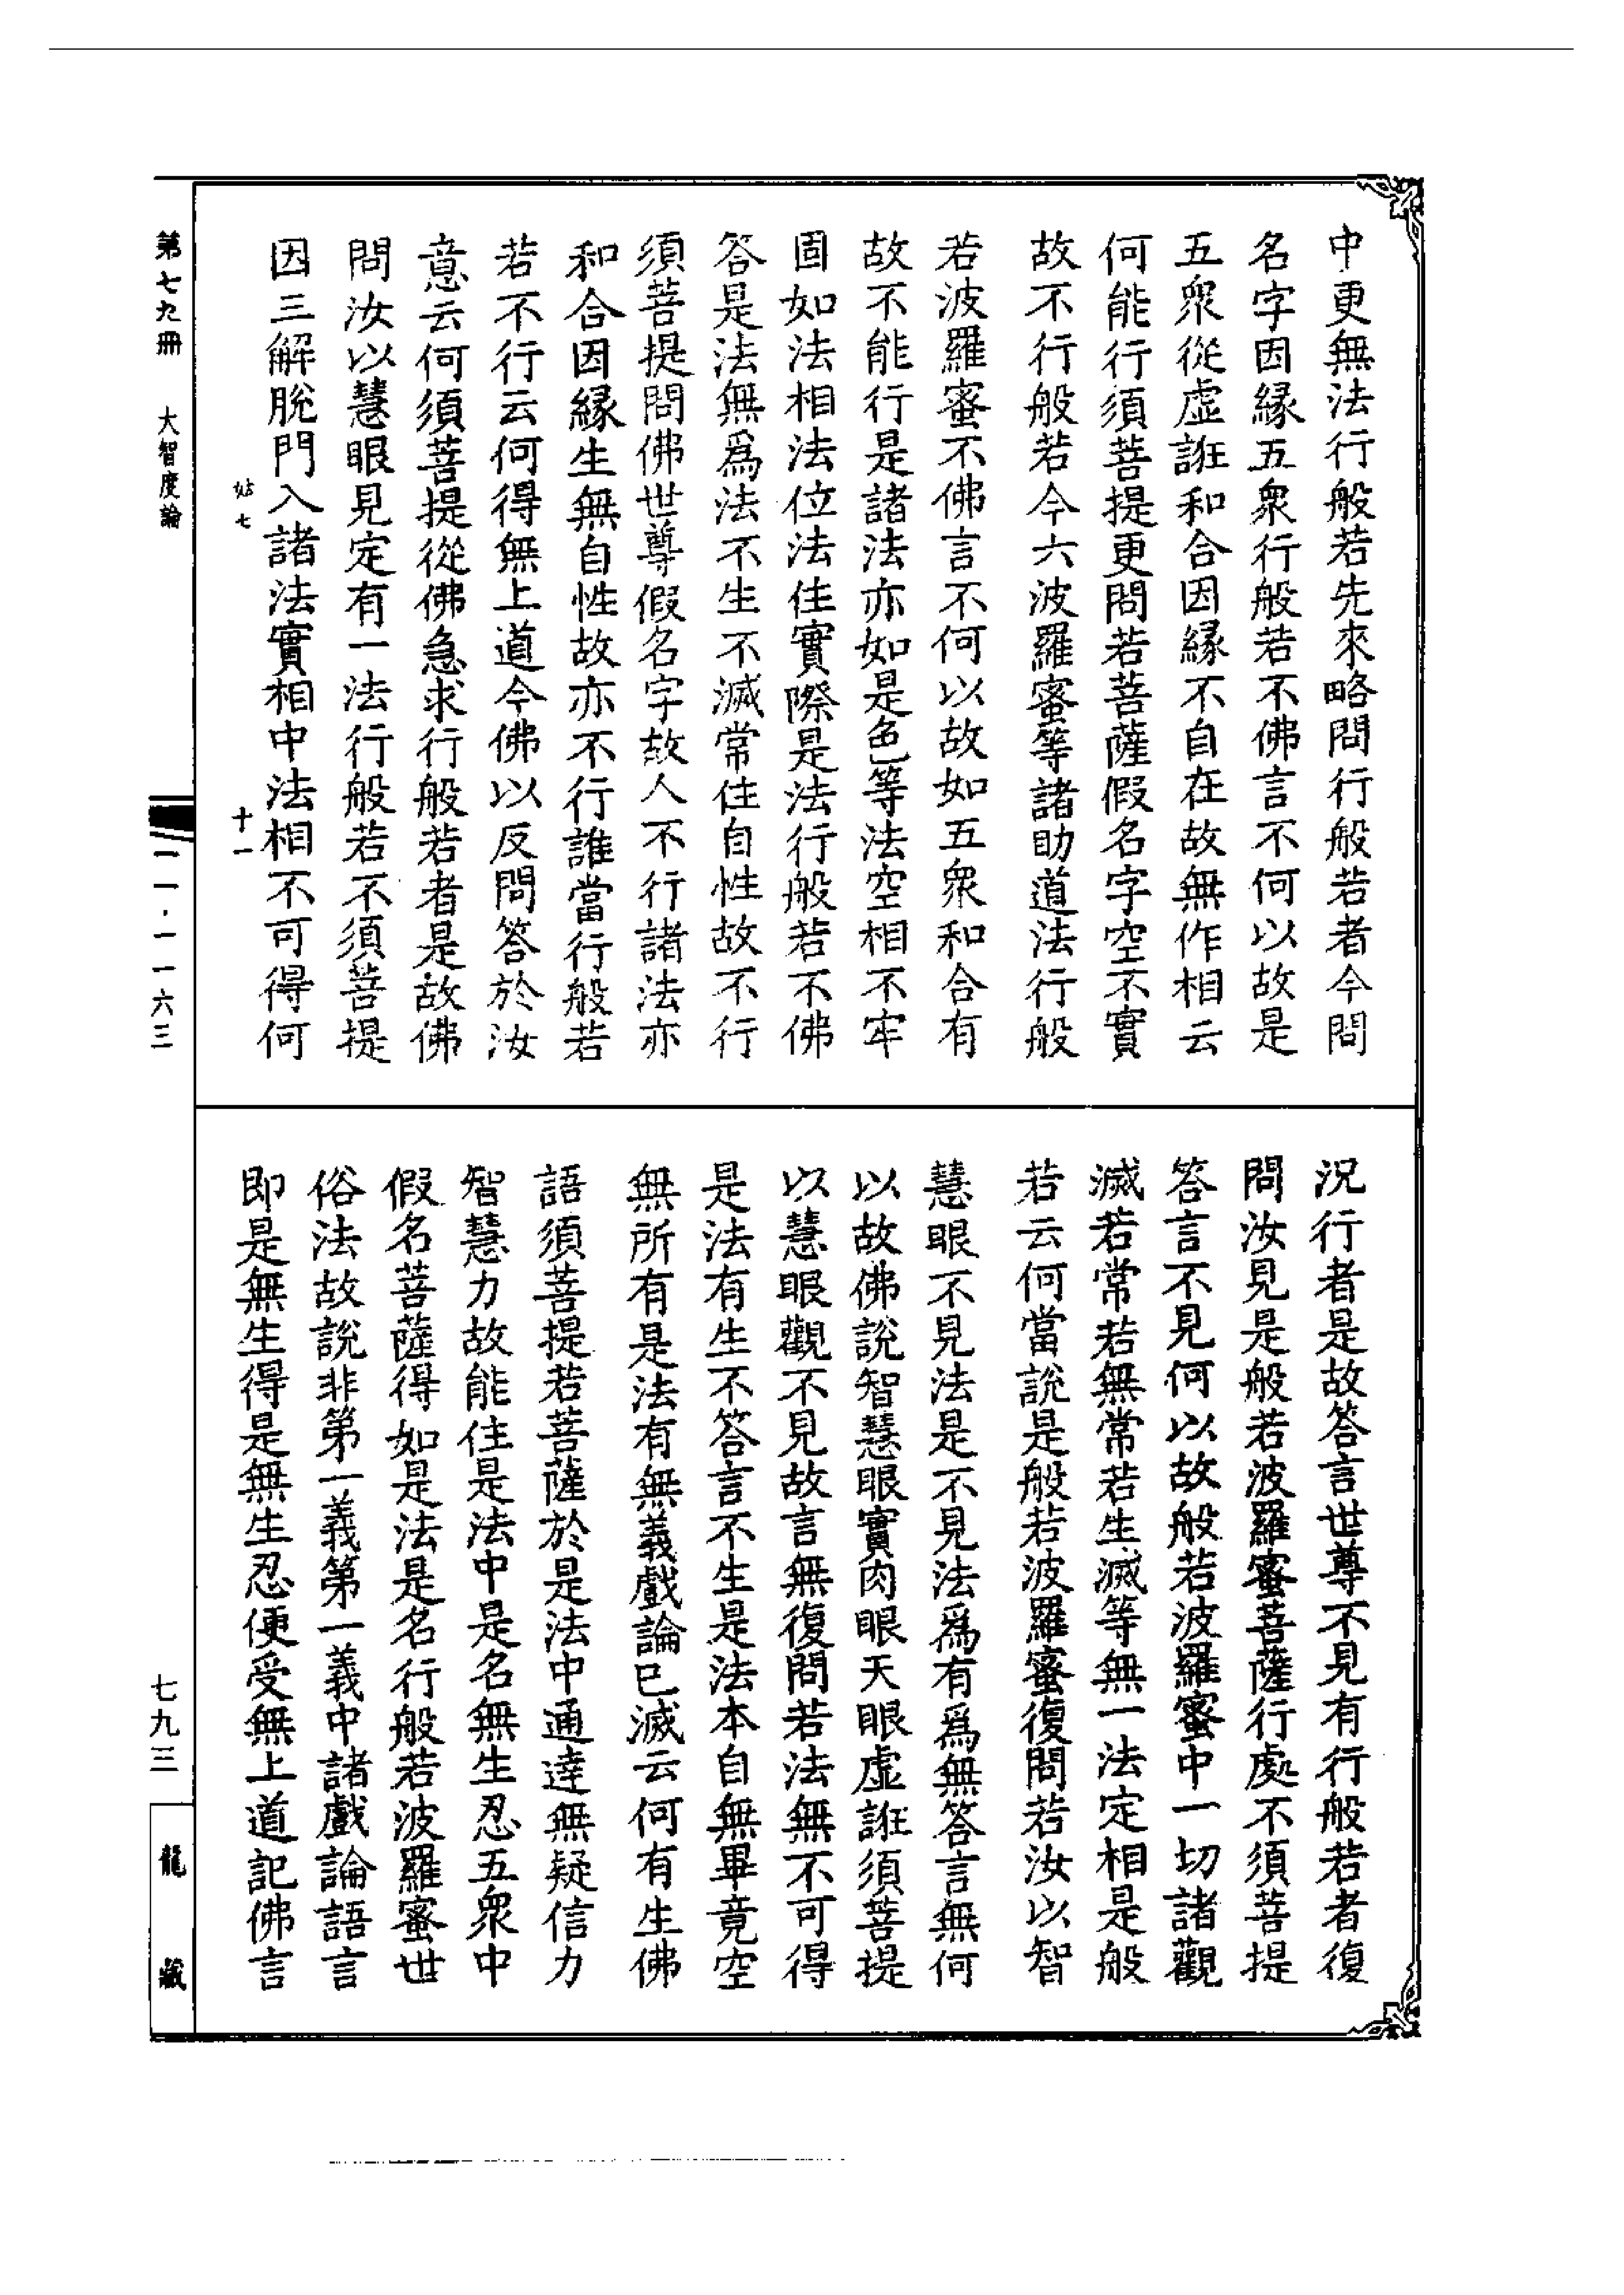 中更無法行般若先來略問行般若者今問
名字因緣五衆行般若不佛言不何以故是
五衆從虛誑和合因緣不自在故無作相云
何能行須菩提更問若菩薩假名字空不實
故不行般若今六波羅蜜等諸助道法行般
若波羅蜜不佛言不何以故如五衆和合有
故不能行是諸法亦如是色等法空相不牢
固如法相法位法住實際是法行般若不佛
答是法無爲法不生不滅常住自性故不行
須菩提問佛世尊假名字故人不行諸法亦
和合因緣生無自性故亦不行誰當行般若
若不行云何得無上道今佛以反問答於汝
意云何須菩提從佛急求行般若者是故佛
問汝以慧眼見定有一法行般若不須菩提
因三解脫門入諸法實相中法相不可得何
況行者是故答言世尊不見有行般若者復
問汝見是般若波羅蜜菩薩行處不須菩提
答言不見何以故般若波羅蜜中一切諸觀
滅若常若無常若生滅等無一法定相是般
若云何當說是般若波羅蜜復問若汝以智
慧眼不見法是不見法爲有爲無答言無何
以故佛說智慧眼實肉眼天眼虛誑須菩提
以慧眼觀不見故言無復問若法無不可得
是法有生不答言不生是法本自無畢竟空
無所有是法有無義戲論已滅云何有生佛
語須菩提若菩薩於是法中通達無疑信力
智慧力故能住是法中是名無生忍五衆中
假名菩薩得如是法是名行般若波羅蜜世
俗法故說非第一義第一義中諸戲論語言
即是無生得是無生忍便受無上道記佛言
姑七
十一
第七九冊 大智度論
一一·一一六三
七九三
龍藏